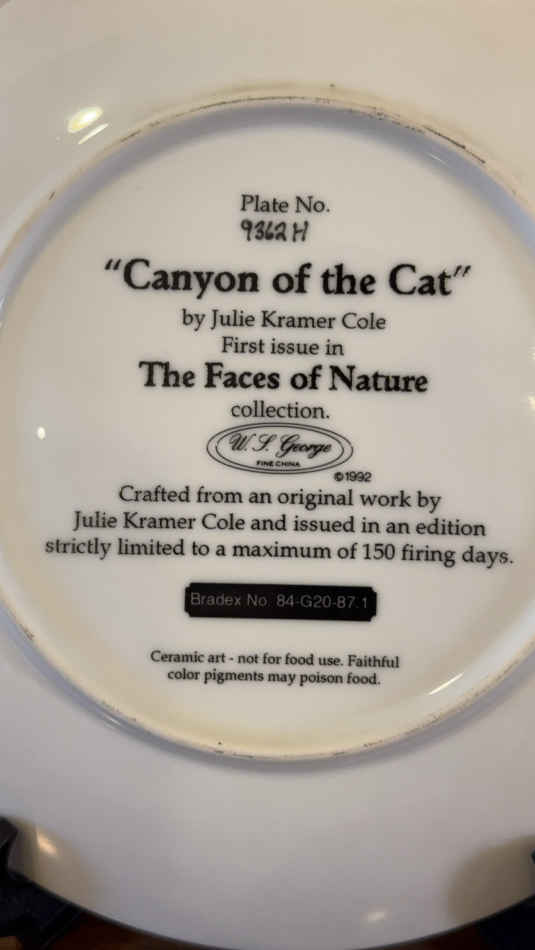 Plate No.
9362H
“Canyon of the Cat”
by Julie Kramer Cole
First issue in
The Faces of Nature
collection.
W. S. George
FINE CHINA
©1992
Crafted from an original work by
Julie Kramer Cole and issued in an edition
strictly limited to a maximum of 150 firing days.
Bradex No. 84-G20-87.1
Ceramic art - not for food use. Faithful
color pigments may poison food.